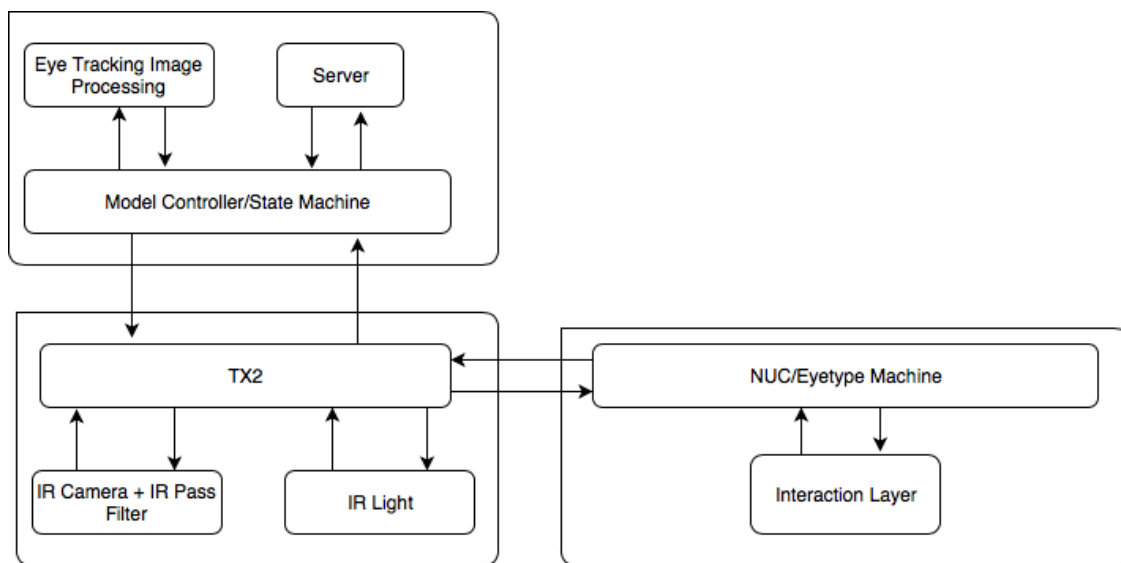 Eye Tracking Image
Processing
Server
Model Controller/State Machine
TX2
NUC/Eyetype Machine
IR Camera + IR Pass
Filter
IR Light
Interaction Layer